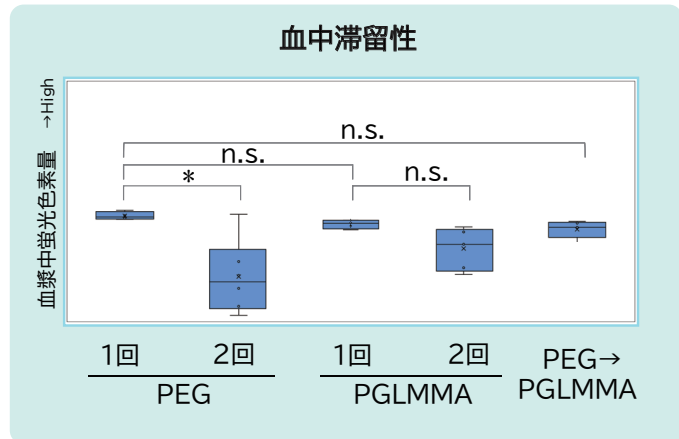 血中滞留性
→High
血漿中蛍光色素量
n.s.
n.s.
*
n.s.
1回
2回
1回
2回
PEG→
PGLMMA
PEG
PGLMMA